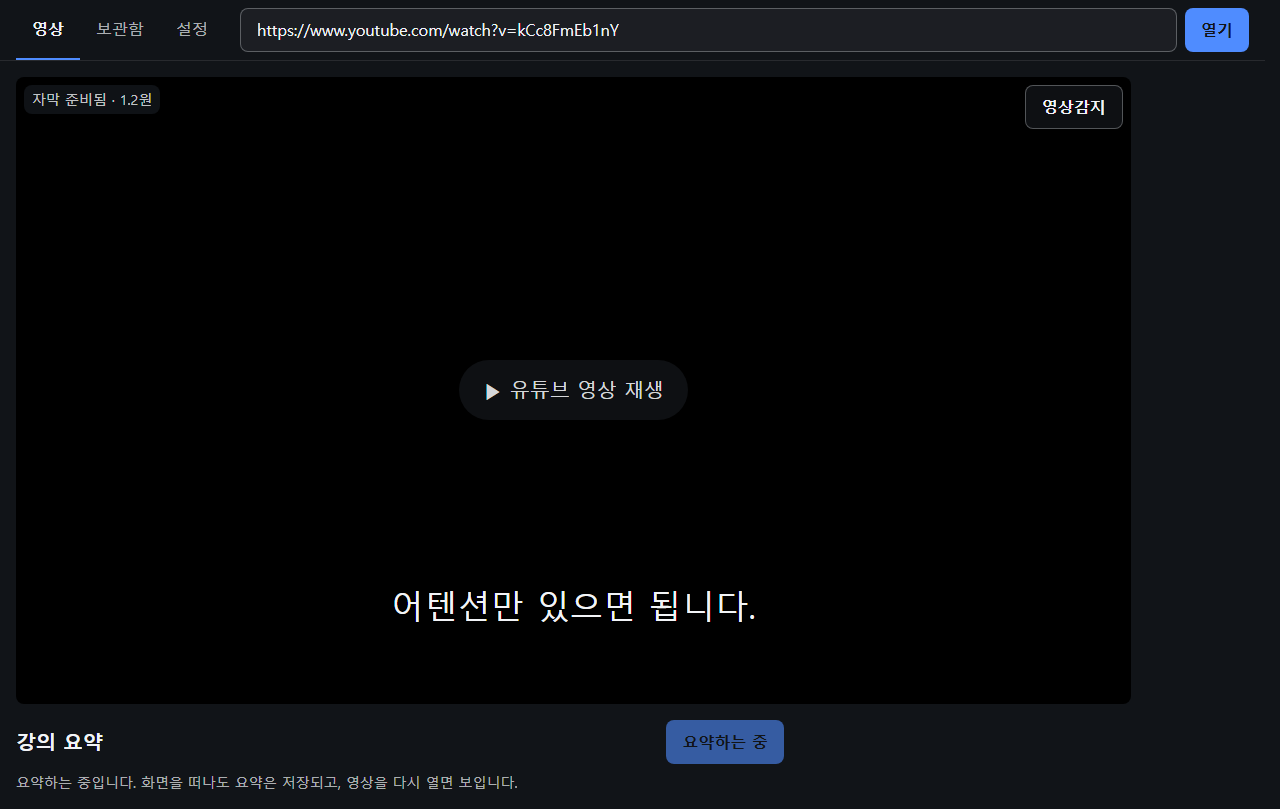 영상 보관함 설정 https://www.youtube.com/watch?v=kCc8FmEb1nY 열기
자막 준비됨 · 1.2원 영상감지
▶ 유튜브 영상 재생
어텐션만 있으면 됩니다.
강의 요약 요약하는 중
요약하는 중입니다. 화면을 떠나도 요약은 저장되고, 영상을 다시 열면 보입니다.